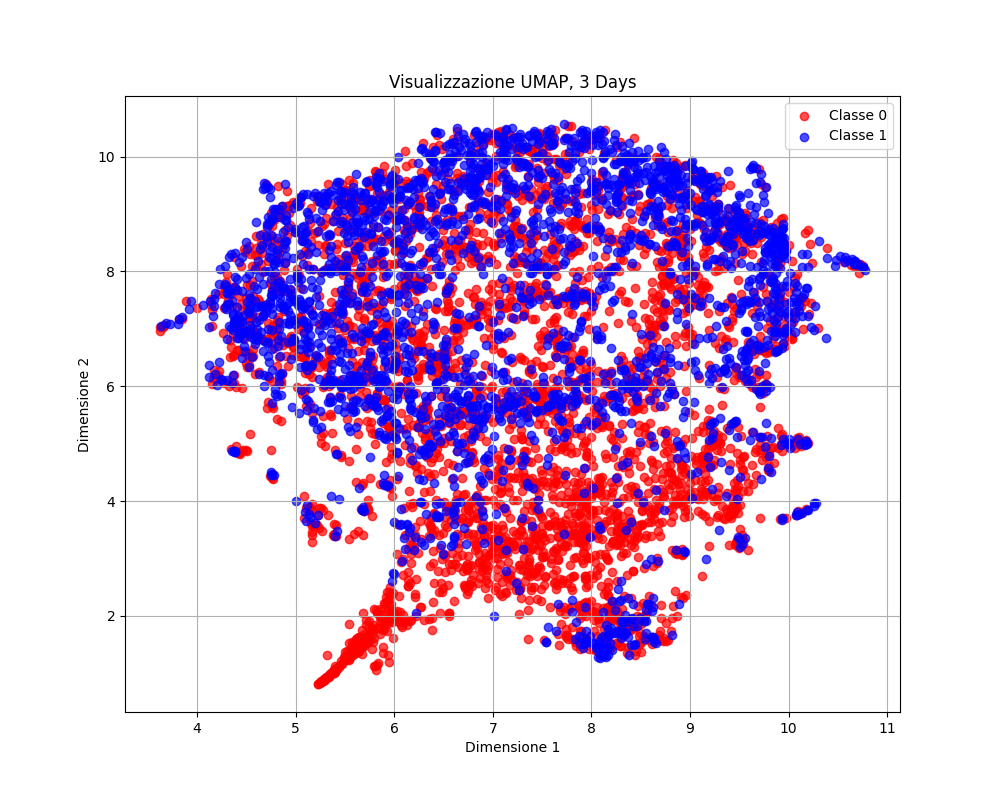 Visualizzazione UMAP, 3 Days
Classe 0
Classe 1
10
8
6
4
2
Dimensione 2
4 5 6 7 8 9 10 11
Dimensione 1